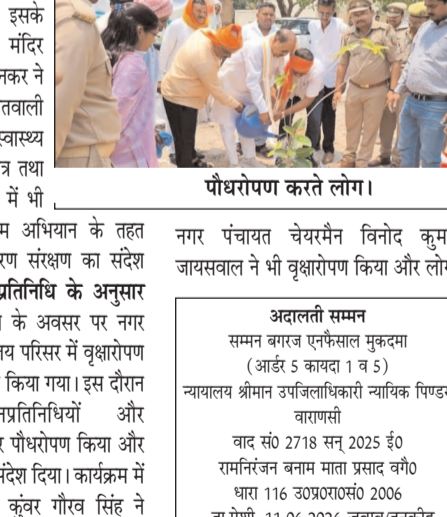 इसके
मंदिर
नकर ने
तवाली
स्वास्थ्य
त्र तथा
में भी
म अभियान के तहत
रण संरक्षण का संदेश
प्रतिनिधि के अनुसार
के अवसर पर नगर
लय परिसर में वृक्षारोपण
किया गया। इस दौरान
नप्रतिनिधियों और
र पौधरोपण किया और
संदेश दिया। कार्यक्रम में
कुंवर गौरव सिंह ने
पौधरोपण करते लोग।
नगर पंचायत चेयरमैन विनोद कुम
जायसवाल ने भी वृक्षारोपण किया और लो
अदालती सम्मन
सम्मन बगरज एनफैसाल मुकदमा
(आर्डर 5 कायदा 1 व 5)
न्यायालय श्रीमान उपजिलाधिकारी न्यायिक पिण्डर
वाराणसी
वाद सं0 2718 सन् 2025 ई0
रामनिरंजन बनाम माता प्रसाद वगै0
धारा 116 उ0प्र0रा0सं0 2006